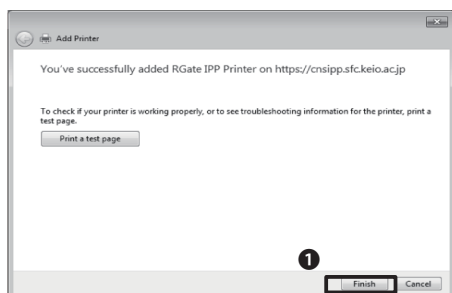 Add Printer
You've successfully added RGate IPP Printer on https://cnsipp.sfc.keio.ac.jp
To check if your printer is working properly, or to see troubleshooting information for the printer, print a
test page.
Print a test page
1
Finish Cancel